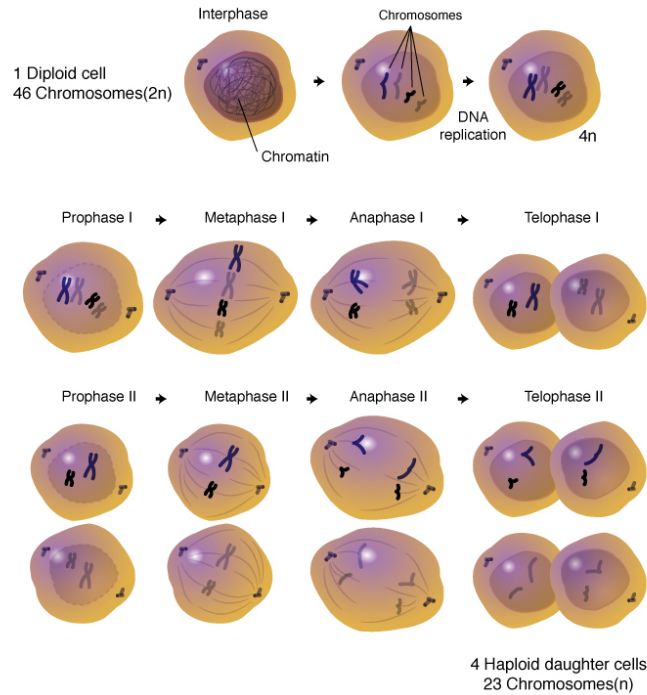 Interphase
Chromosomes
1 Diploid cell
46 Chromosomes(2n)
Chromatin
DNA
replication
4n
Prophase I
Metaphase I
Anaphase I
Telophase I
Prophase II
Metaphase II
Anaphase II
Telophase II
4 Haploid daughter cells
23 Chromosomes(n)